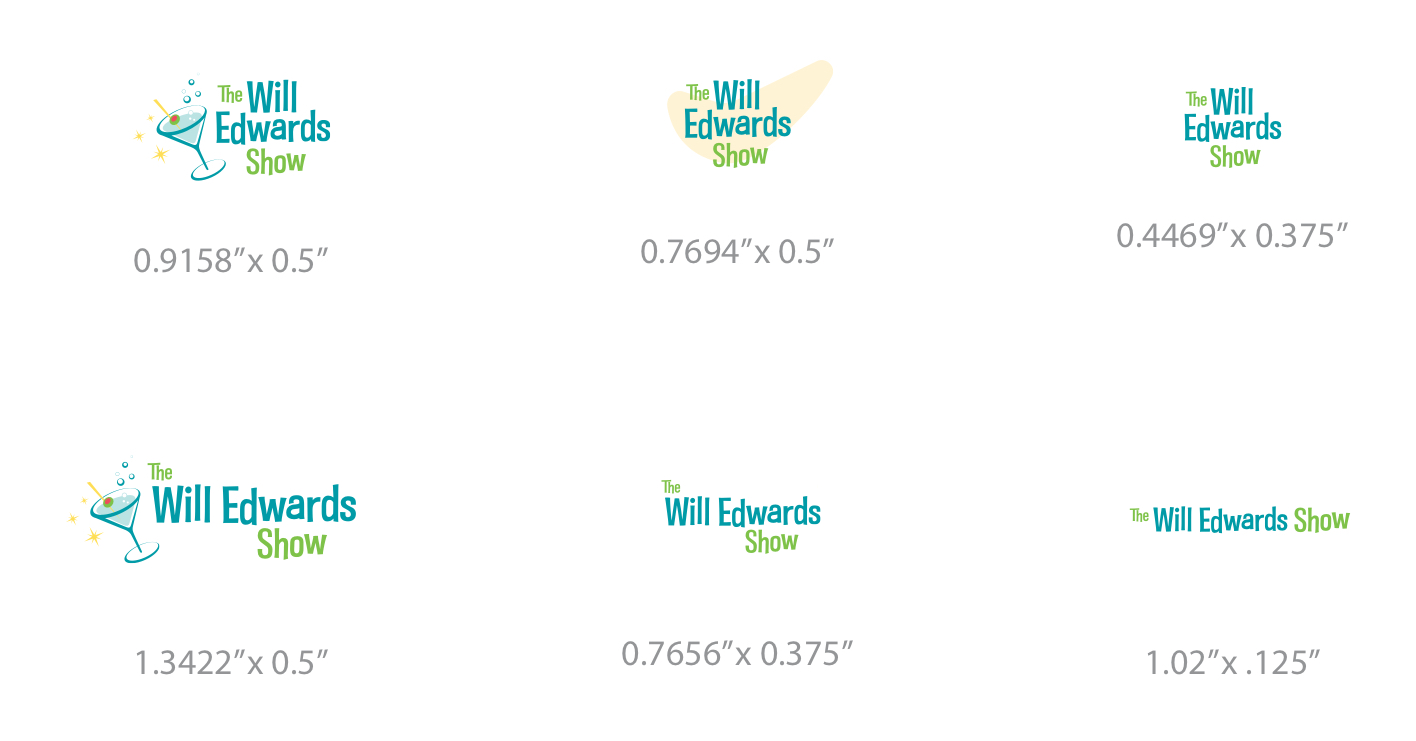 The Will
Edwards
Show
0.9158”x 0.5”
The Will
Edwards
Show
0.7694”x 0.5”
The Will
Edwards
Show
0.4469”x 0.375”
The
Will Edwards
Show
1.3422”x 0.5”
The
Will Edwards
Show
0.7656”x 0.375”
The Will Edwards Show
1.02”x .125”